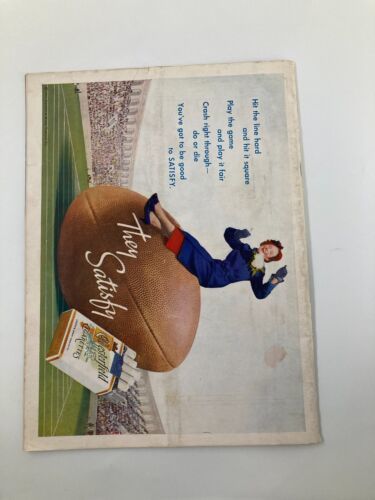 Hit the line hard
and hit it square
Play the game
and play it fair
Crash right through—
do or die
You've got to be good
to SATISFY.
They
Satisfy
Chesterfield
CIGARETTES